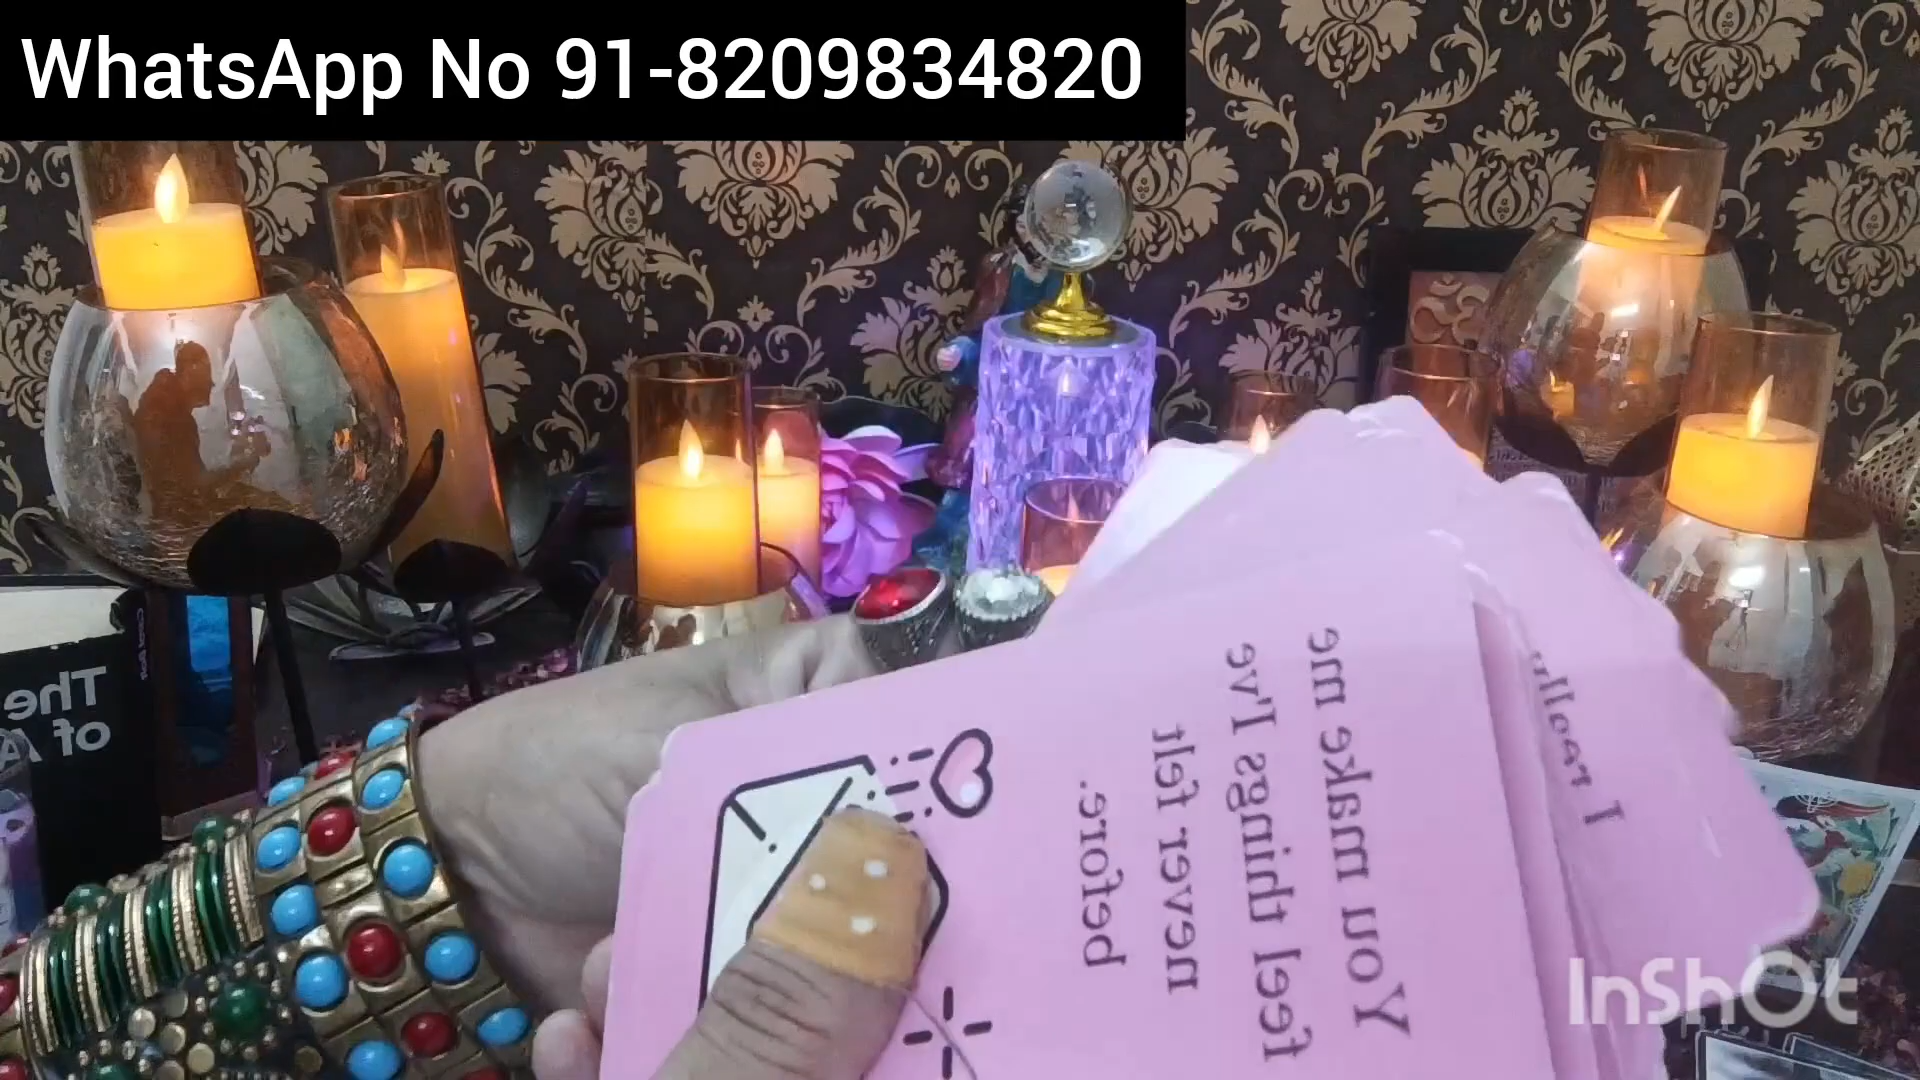 WhatsApp No 91-8209834820
The
of
You make me
feel things I've
never felt
before.
I really
InShOt